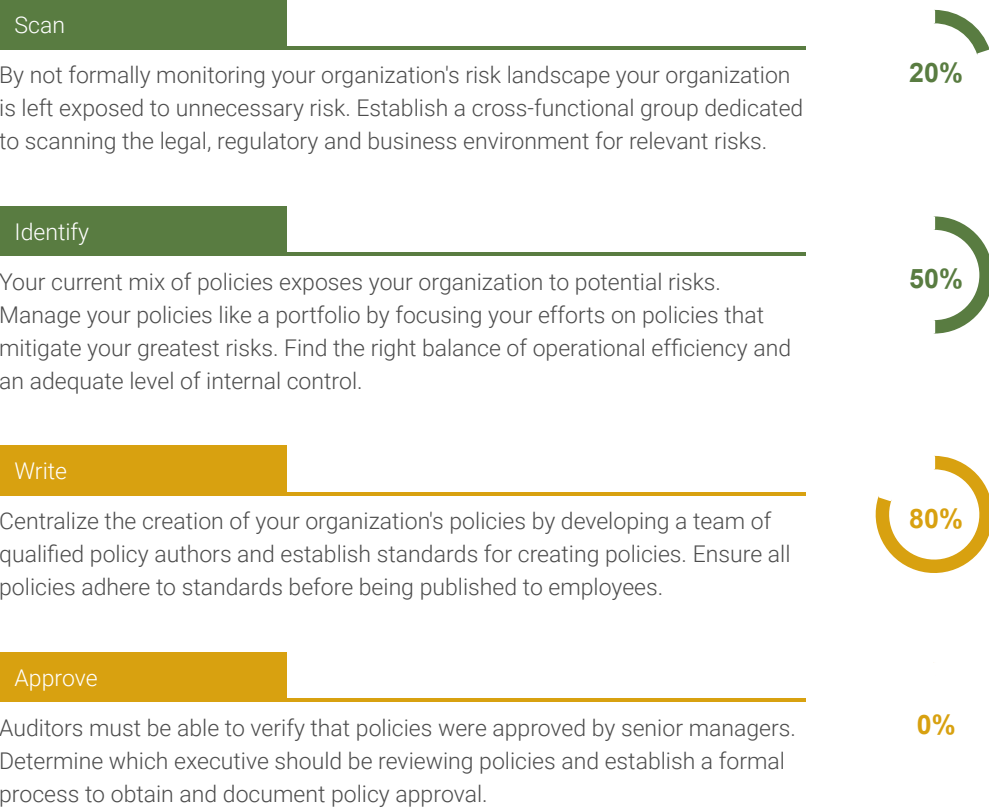 Scan
By not formally monitoring your organization's risk landscape your organization
is left exposed to unnecessary risk. Establish a cross-functional group dedicated
to scanning the legal, regulatory and business environment for relevant risks.
20%
Identify
Your current mix of policies exposes your organization to potential risks.
Manage your policies like a portfolio by focusing your efforts on policies that
mitigate your greatest risks. Find the right balance of operational efficiency and
an adequate level of internal control.
50%
Write
Centralize the creation of your organization's policies by developing a team of
qualified policy authors and establish standards for creating policies. Ensure all
policies adhere to standards before being published to employees.
80%
Approve
Auditors must be able to verify that policies were approved by senior managers.
Determine which executive should be reviewing policies and establish a formal
process to obtain and document policy approval.
0%